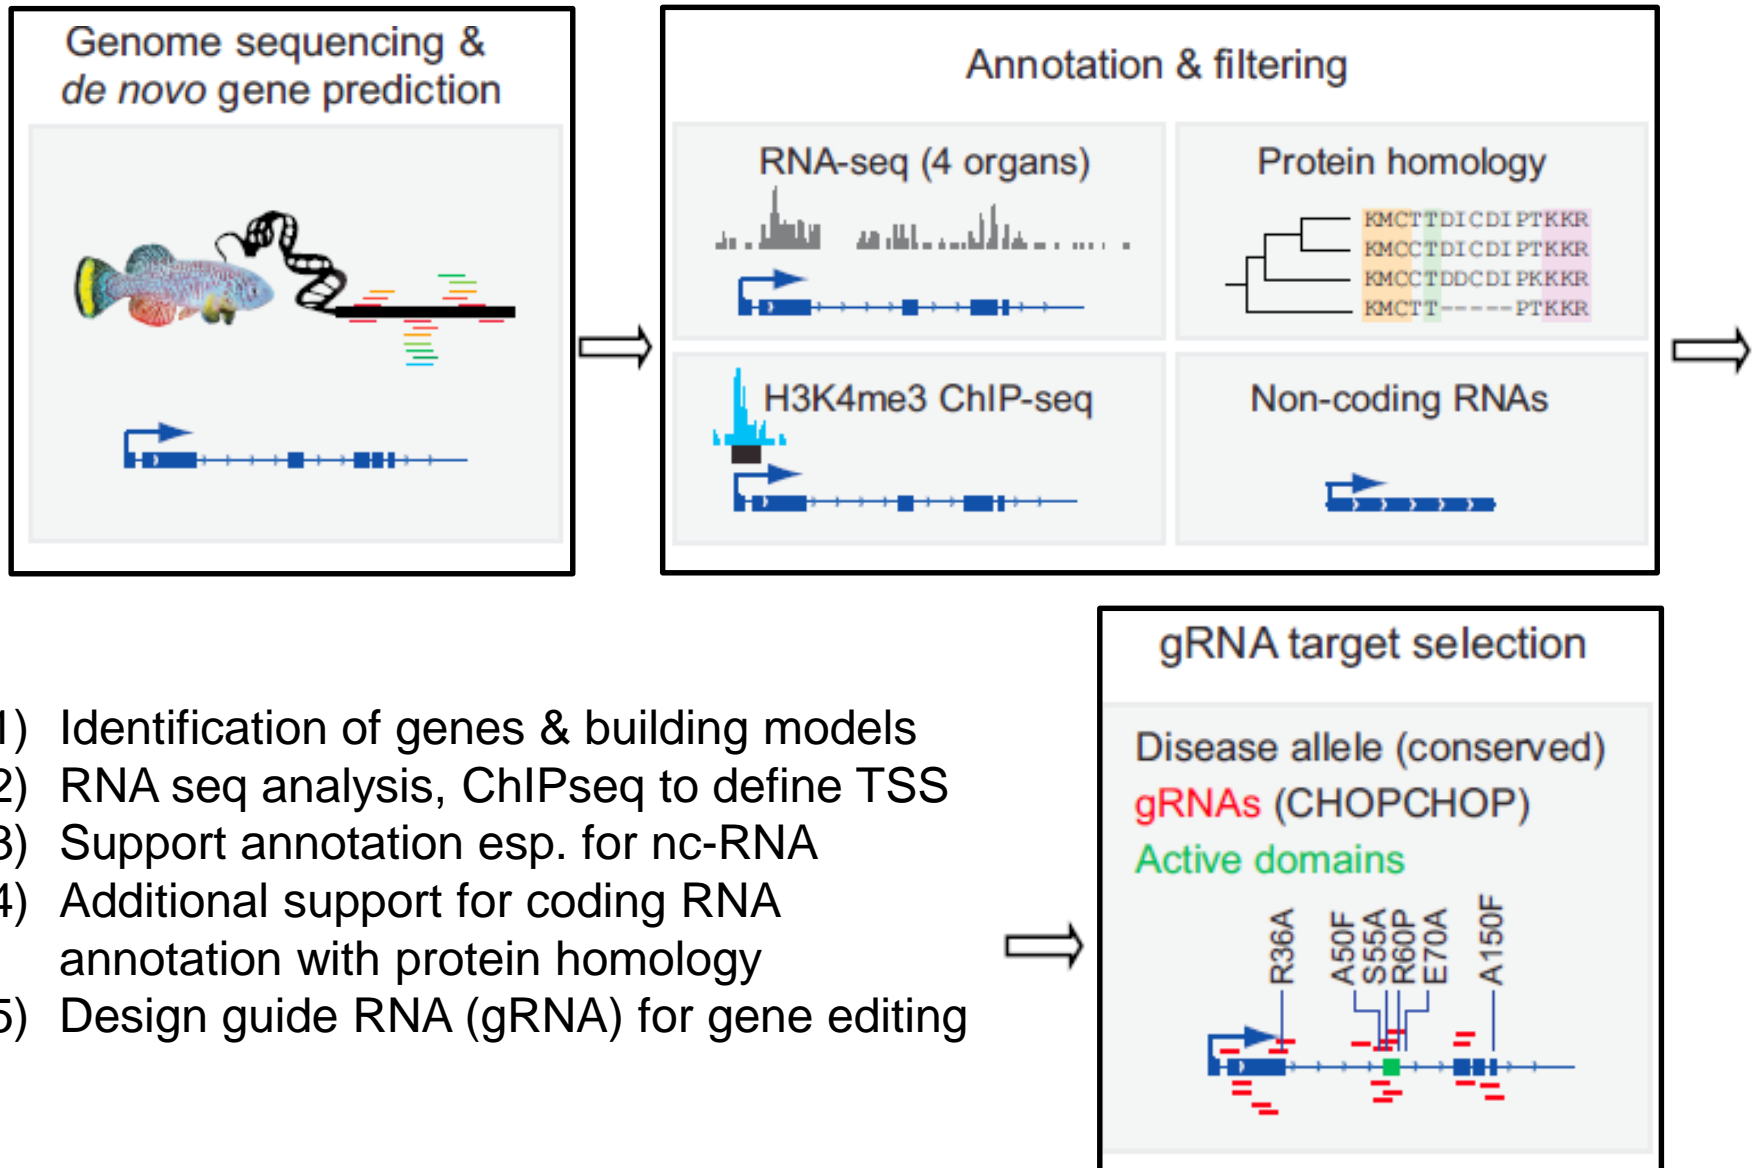 Genome sequencing &
de novo gene prediction
Annotation & filtering
RNA-seq (4 organs)
Protein homology
KMCTTDICDIPTKKR
KMCCTDICDIPTKKR
KMCCTDDCDIPKKKR
KMCTT-----PTKKR
H3K4me3 ChIP-seq
Non-coding RNAs
1) Identification of genes & building models
2) RNA seq analysis, ChIPseq to define TSS
3) Support annotation esp. for nc-RNA
4) Additional support for coding RNA
annotation with protein homology
5) Design guide RNA (gRNA) for gene editing
gRNA target selection
Disease allele (conserved)
gRNAs (CHOPCHOP)
Active domains
R36A
A50F
S55A
R60P
E70A
A150F